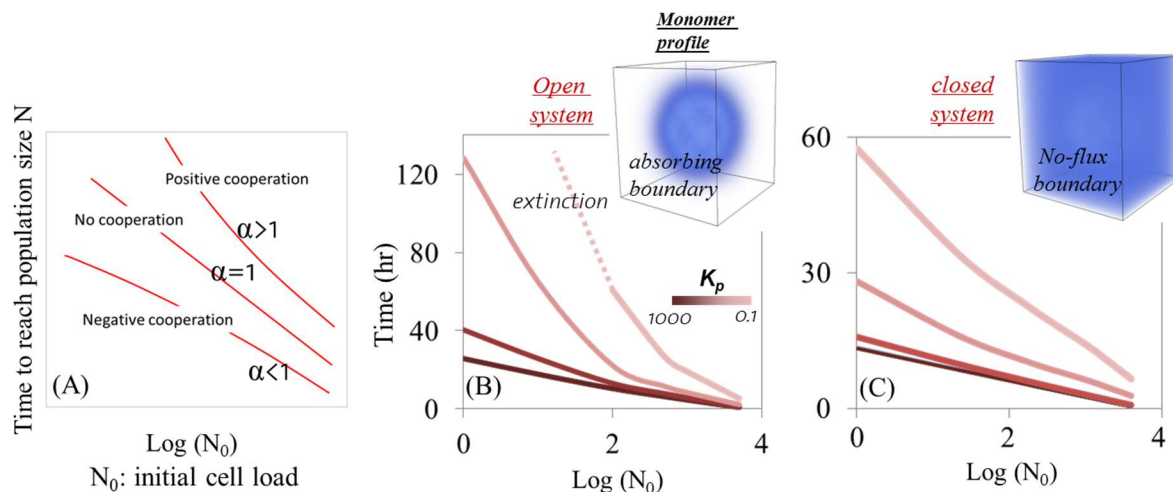 Time to reach population size N
Positive cooperation
α>1
No cooperation
α=1
Negative cooperation
α<1
(A)
Log (N₀)
N₀: initial cell load
Monomer
profile
Open
system
absorbing
boundary
extinction
Kp
1000
0.1
Time (hr)
120
80
40
0
(B)
0
2
4
Log (N₀)
closed
system
No-flux
boundary
60
30
0
(C)
0
2
4
Log (N₀)